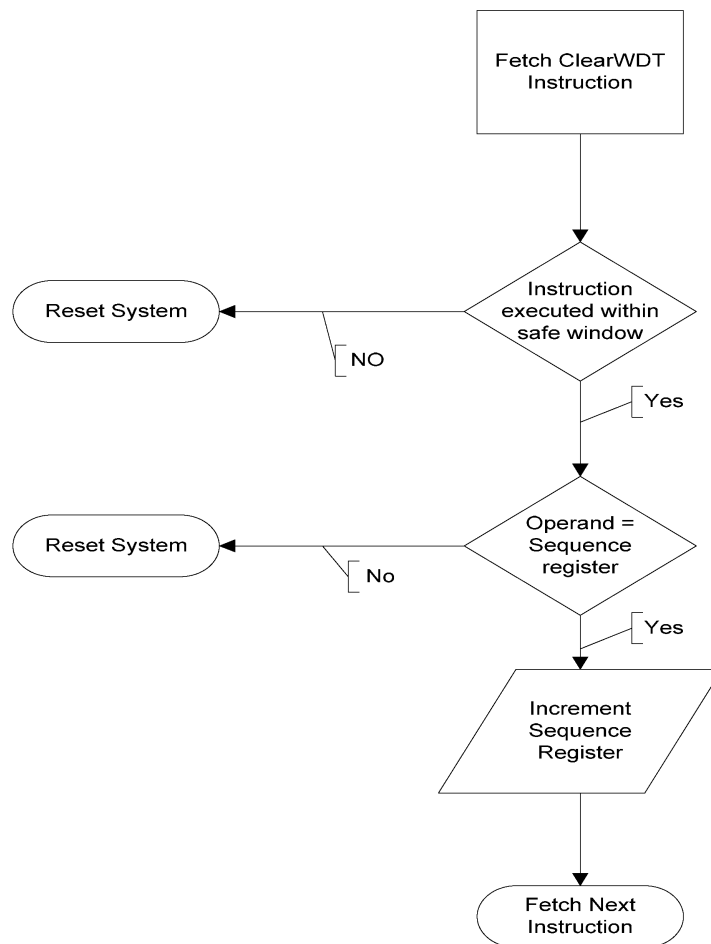 Fetch ClearWDT
Instruction
Instruction
executed within
safe window
Reset System
NO
Yes
Operand =
Sequence
register
Reset System
No
Yes
Increment
Sequence
Register
Fetch Next
Instruction